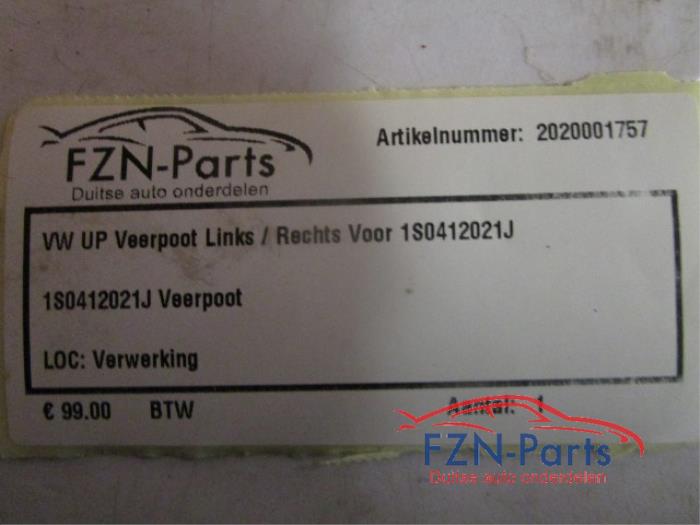 FZN-Parts
Duitse auto onderdelen
Artikelnummer: 2020001757
VW UP Veerpoot Links / Rechts Voor 1S0412021J
1S0412021J Veerpoot
LOC: Verwerking
€ 99.00 BTW Aantal: 1
FZN-Parts
Duitse auto onderdelen